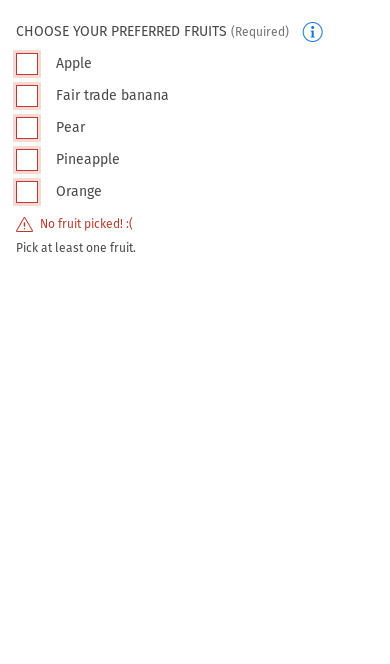 CHOOSE YOUR PREFERRED FRUITS (Required)
Apple
Fair trade banana
Pear
Pineapple
Orange
No fruit picked! :(
Pick at least one fruit.